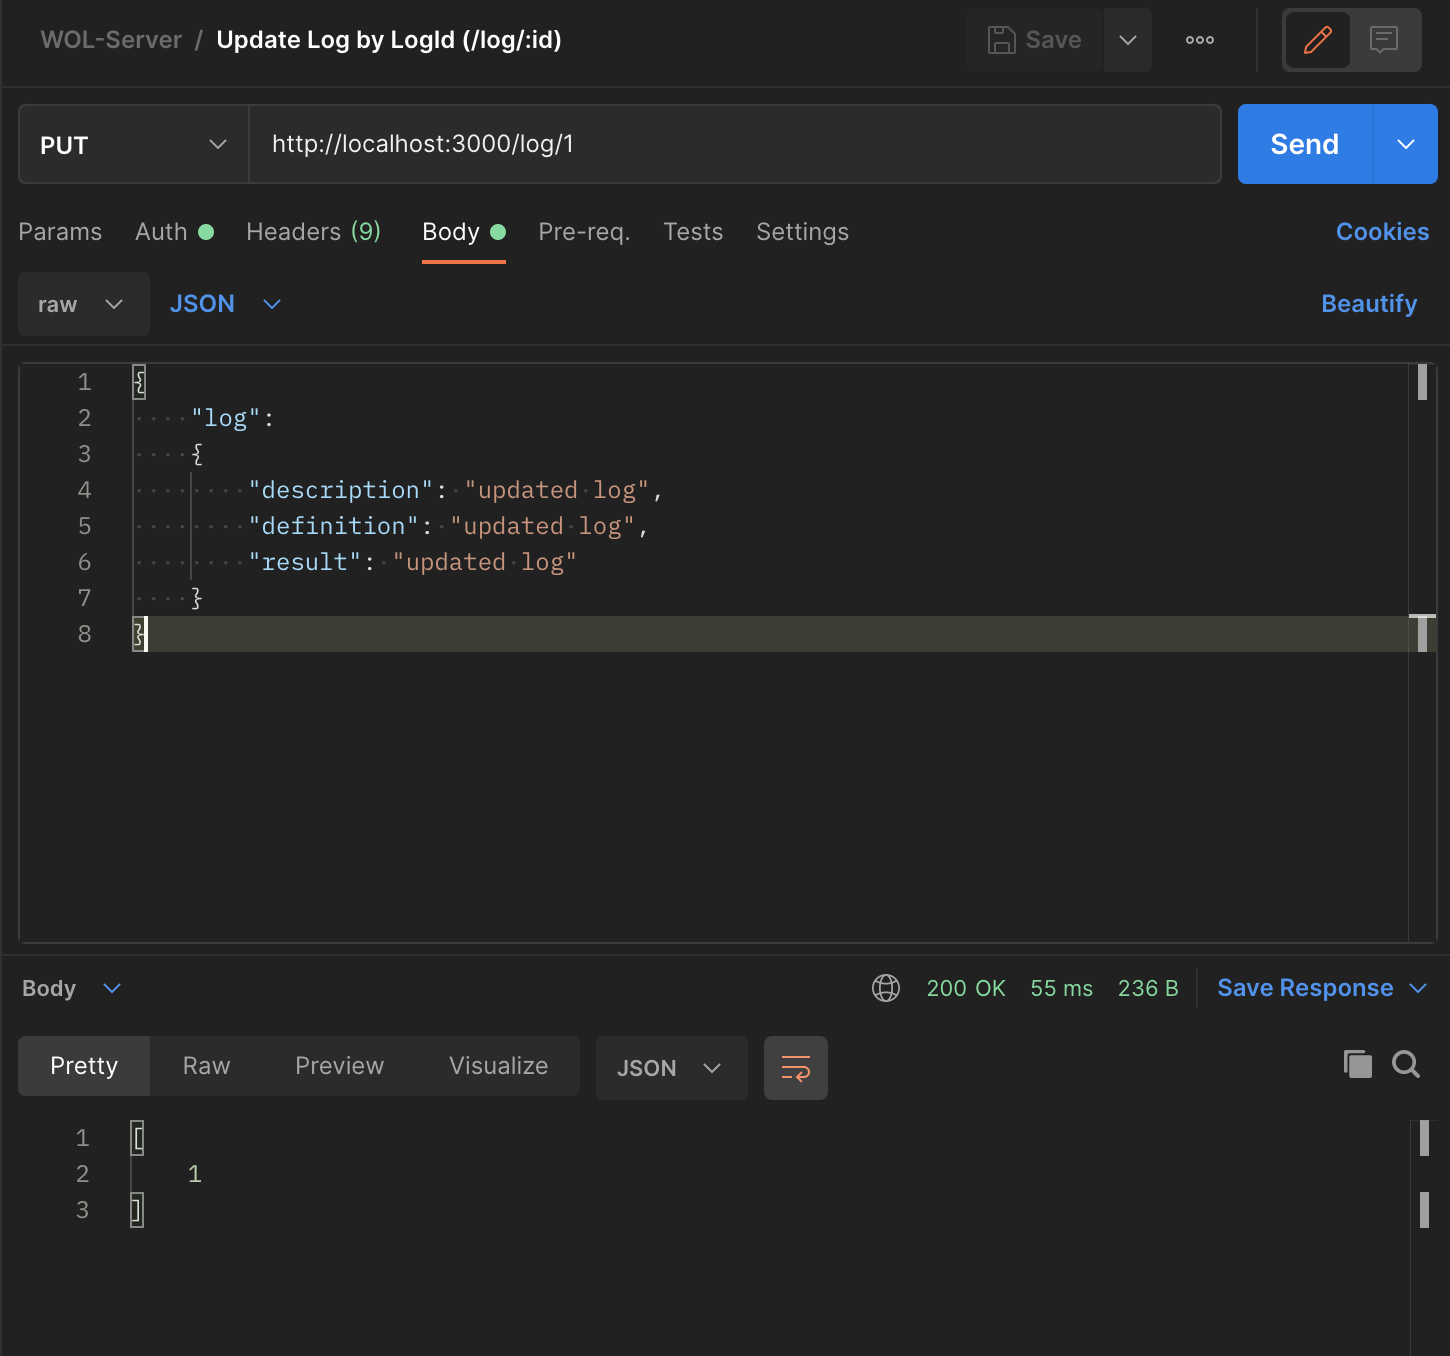 WOL-Server / Update Log by LogId (/log/:id)
Save
PUT
http://localhost:3000/log/1
Send
Params Auth Headers (9) Body Pre-req. Tests Settings Cookies
raw JSON Beautify
1 {
2 "log":
3 {
4 "description": "updated log",
5 "definition": "updated log",
6 "result": "updated log"
7 }
8 }
Body 200 OK 55 ms 236 B Save Response
Pretty Raw Preview Visualize JSON
1 [
2 1
3 ]